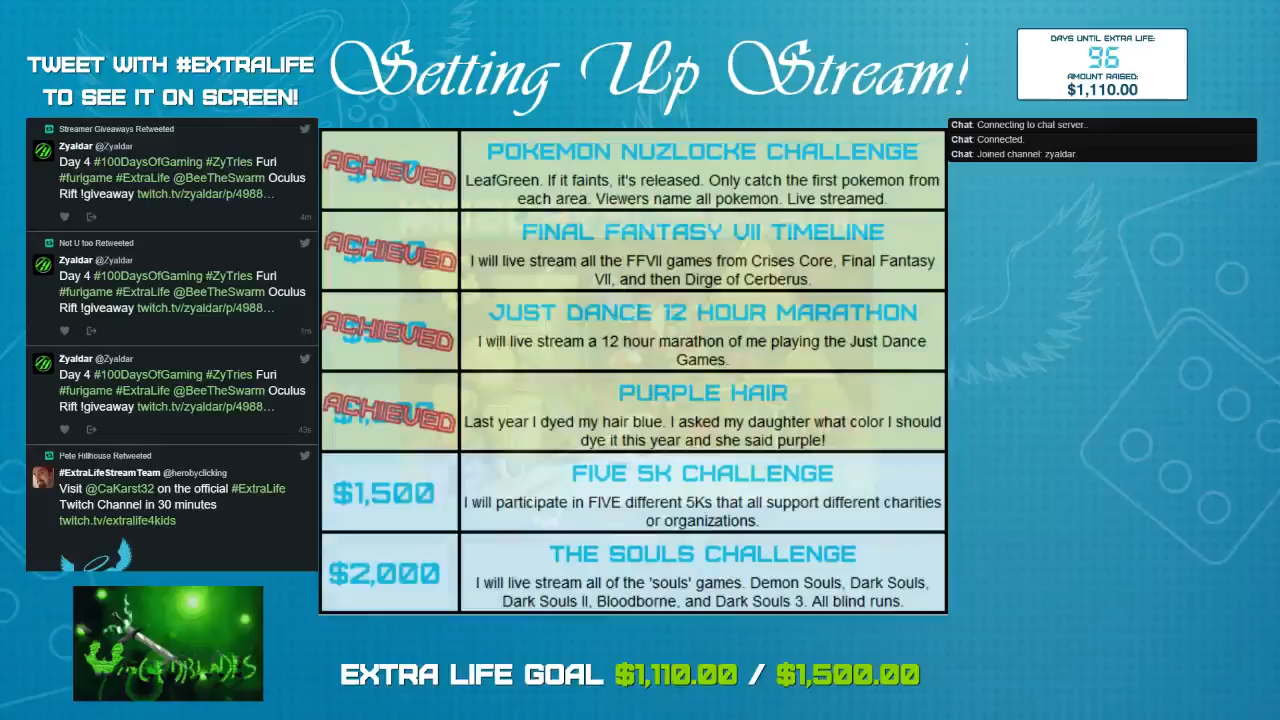 TWEET WITH #EXTRALIFE
TO SEE IT ON SCREEN!
Setting Up Stream!
DAYS UNTIL EXTRA LIFE:
96
AMOUNT RAISED:
$1,110.00
Streamer Giveaways Retweeted
Zyaldar @Zyaldar
Day 4 #100DaysOfGaming #ZyTries Furi
#furigame #ExtraLife @BeeTheSwarm Oculus
Rift !giveaway twitch.tv/zyaldar/p/4988…
4m
Not U too Retweeted
Zyaldar @Zyaldar
Day 4 #100DaysOfGaming #ZyTries Furi
#furigame #ExtraLife @BeeTheSwarm Oculus
Rift !giveaway twitch.tv/zyaldar/p/4988…
1m
Zyaldar @Zyaldar
Day 4 #100DaysOfGaming #ZyTries Furi
#furigame #ExtraLife @BeeTheSwarm Oculus
Rift !giveaway twitch.tv/zyaldar/p/4988…
43s
Pete Hillhouse Retweeted
#ExtraLifeStreamTeam @herobyclicking
Visit @CaKarst32 on the official #ExtraLife
Twitch Channel in 30 minutes
twitch.tv/extralife4kids
WingedBlades
ACHIEVED
POKEMON NUZLOCKE CHALLENGE
LeafGreen. If it faints, it's released. Only catch the first pokemon from
each area. Viewers name all pokemon. Live streamed.
ACHIEVED
FINAL FANTASY VII TIMELINE
I will live stream all the FFVII games from Crises Core, Final Fantasy
VII, and then Dirge of Cerberus.
ACHIEVED
JUST DANCE 12 HOUR MARATHON
I will live stream a 12 hour marathon of me playing the Just Dance
Games.
ACHIEVED
PURPLE HAIR
Last year I dyed my hair blue. I asked my daughter what color I should
dye it this year and she said purple!
$1,500
FIVE 5K CHALLENGE
I will participate in FIVE different 5Ks that all support different charities
or organizations.
$2,000
THE SOULS CHALLENGE
I will live stream all of the 'souls' games. Demon Souls, Dark Souls,
Dark Souls II, Bloodborne, and Dark Souls 3. All blind runs.
Chat: Connecting to chat server..
Chat: Connected.
Chat: Joined channel: zyaldar.
EXTRA LIFE GOAL $1,110.00 / $1,500.00